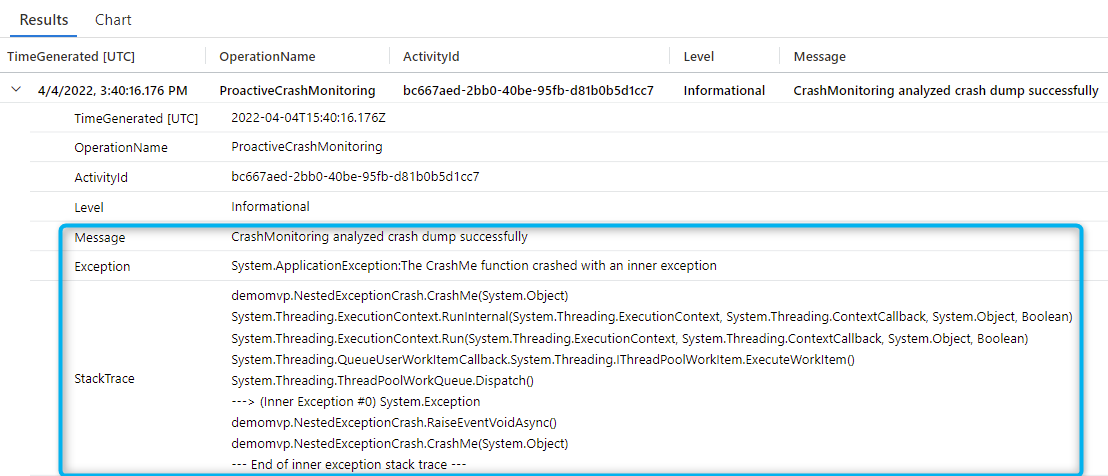 Results Chart
TimeGenerated [UTC] OperationName ActivityId Level Message
4/4/2022, 3:40:16.176 PM ProactiveCrashMonitoring bc667aed-2bb0-40be-95fb-d81b0b5d1cc7 Informational CrashMonitoring analyzed crash dump successfully
TimeGenerated [UTC] 2022-04-04T15:40:16.176Z
OperationName ProactiveCrashMonitoring
ActivityId bc667aed-2bb0-40be-95fb-d81b0b5d1cc7
Level Informational
Message CrashMonitoring analyzed crash dump successfully
Exception System.ApplicationException:The CrashMe function crashed with an inner exception
demomvp.NestedExceptionCrash.CrashMe(System.Object)
System.Threading.ExecutionContext.RunInternal(System.Threading.ExecutionContext, System.Threading.ContextCallback, System.Object, Boolean)
System.Threading.ExecutionContext.Run(System.Threading.ExecutionContext, System.Threading.ContextCallback, System.Object, Boolean)
System.Threading.QueueUserWorkItemCallback.System.Threading.IThreadPoolWorkItem.ExecuteWorkItem()
StackTrace System.Threading.ThreadPoolWorkQueue.Dispatch()
---> (Inner Exception #0) System.Exception
demomvp.NestedExceptionCrash.RaiseEventVoidAsync()
demomvp.NestedExceptionCrash.CrashMe(System.Object)
--- End of inner exception stack trace ---